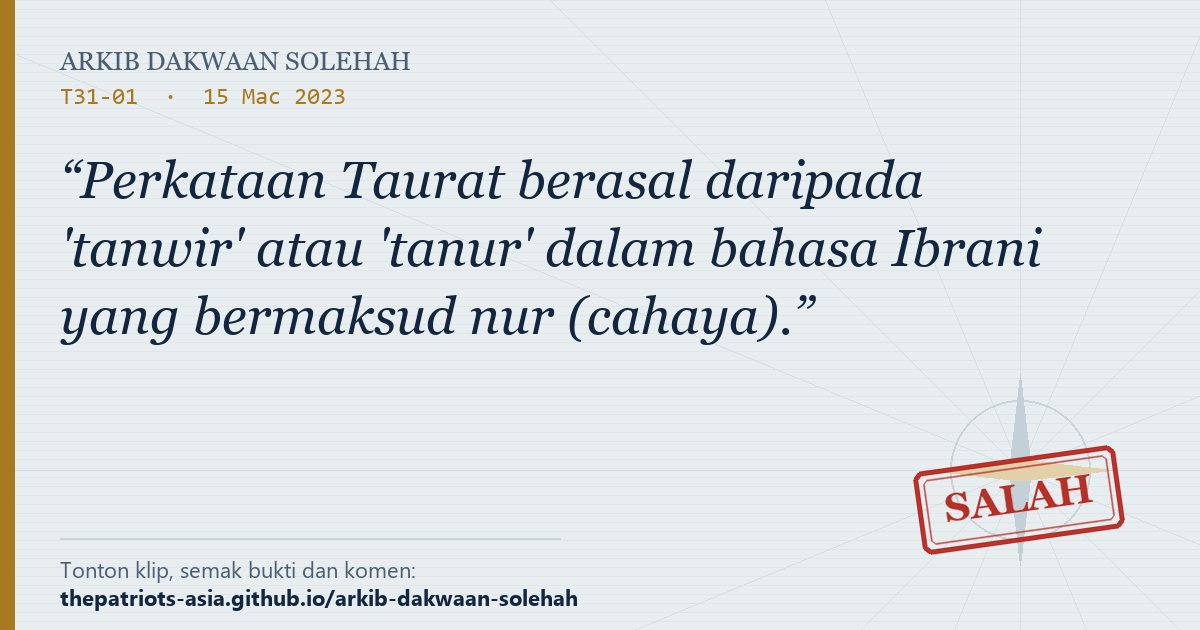 ARKIB DAKWAAN SOLEHAH
T31-01 · 15 Mac 2023
“Perkataan Taurat berasal daripada
'tanwir' atau 'tanur' dalam bahasa Ibrani
yang bermaksud nur (cahaya).”
SALAH
Tonton klip, semak bukti dan komen:
thepatriots-asia.github.io/arkib-dakwaan-solehah